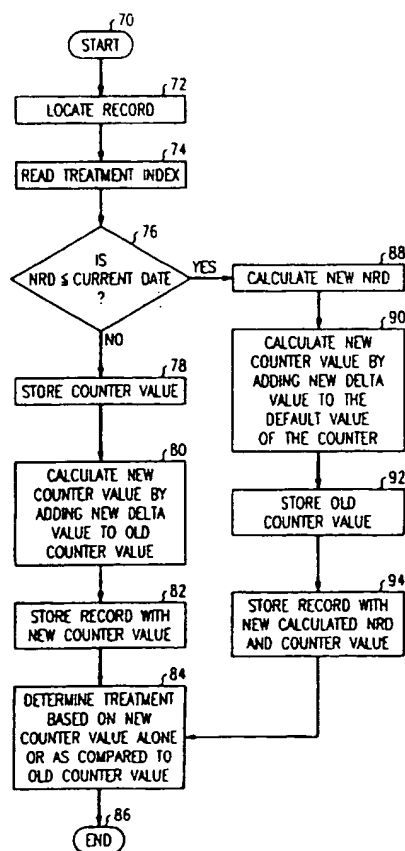 70
START
72
LOCATE RECORD
74
READ TREATMENT INDEX
76
IS
NRD ≤ CURRENT DATE
?
YES
NO
88
CALCULATE NEW NRD
90
CALCULATE NEW
COUNTER VALUE BY
ADDING NEW DELTA
VALUE TO THE
DEFAULT VALUE
OF THE COUNTER
78
STORE COUNTER VALUE
80
CALCULATE NEW
COUNTER VALUE BY
ADDING NEW DELTA
VALUE TO OLD
COUNTER VALUE
92
STORE OLD
COUNTER VALUE
82
STORE RECORD WITH
NEW COUNTER VALUE
94
STORE RECORD WITH
NEW CALCULATED NRD
AND COUNTER VALUE
84
DETERMINE TREATMENT
BASED ON NEW
COUNTER VALUE ALONE
OR AS COMPARED TO
OLD COUNTER VALUE
86
END